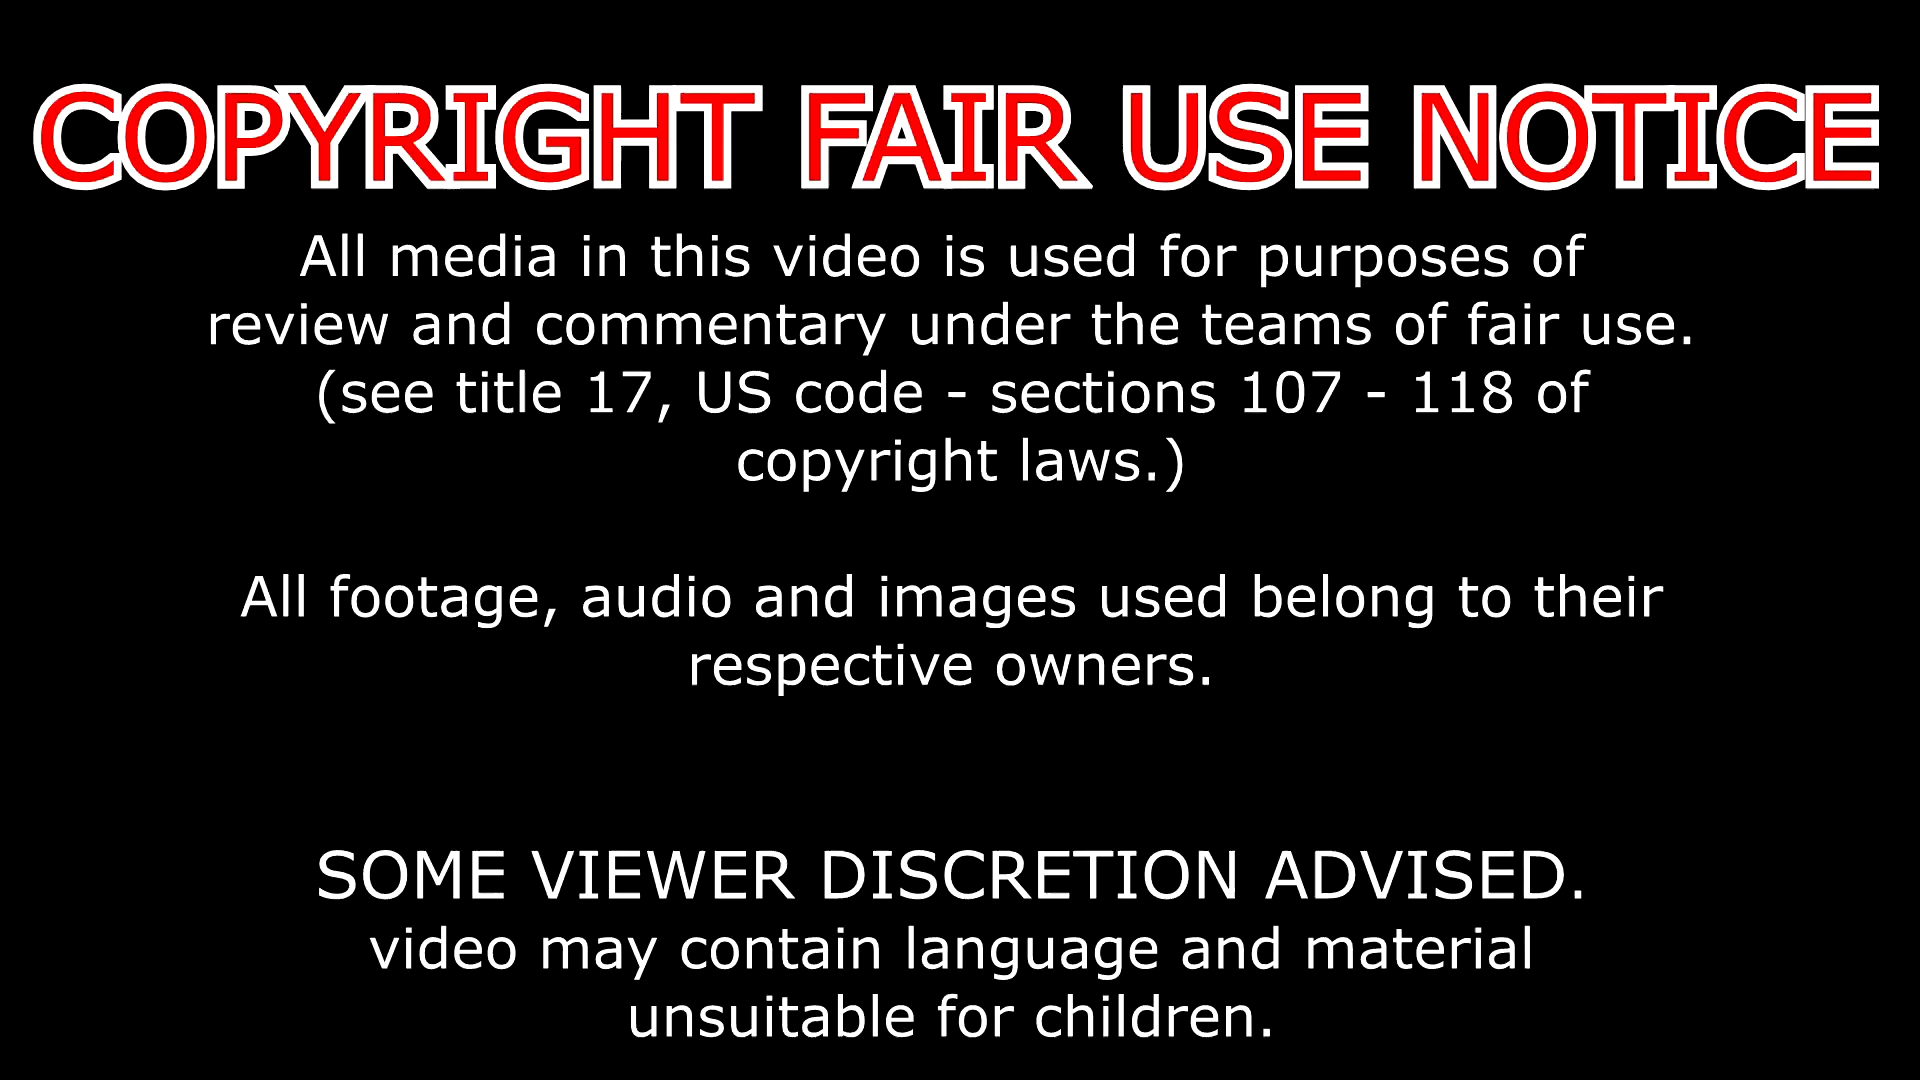 COPYRIGHT FAIR USE NOTICE
All media in this video is used for purposes of
review and commentary under the teams of fair use.
(see title 17, US code - sections 107 - 118 of
copyright laws.)
All footage, audio and images used belong to their
respective owners.
SOME VIEWER DISCRETION ADVISED.
video may contain language and material
unsuitable for children.